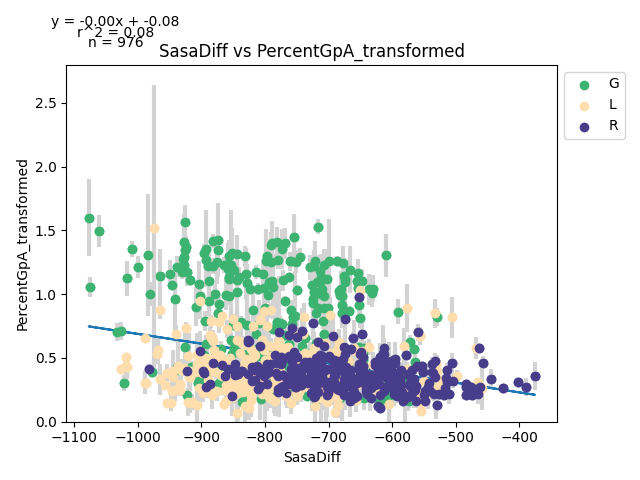 y = -0.00x + -0.08
r^2 = 0.08
n = 976
SasaDiff vs PercentGpA_transformed
G
L
R
PercentGpA_transformed
2.5
2.0
1.5
1.0
0.5
0.0
−1100 −1000 −900 −800 −700 −600 −500 −400
SasaDiff